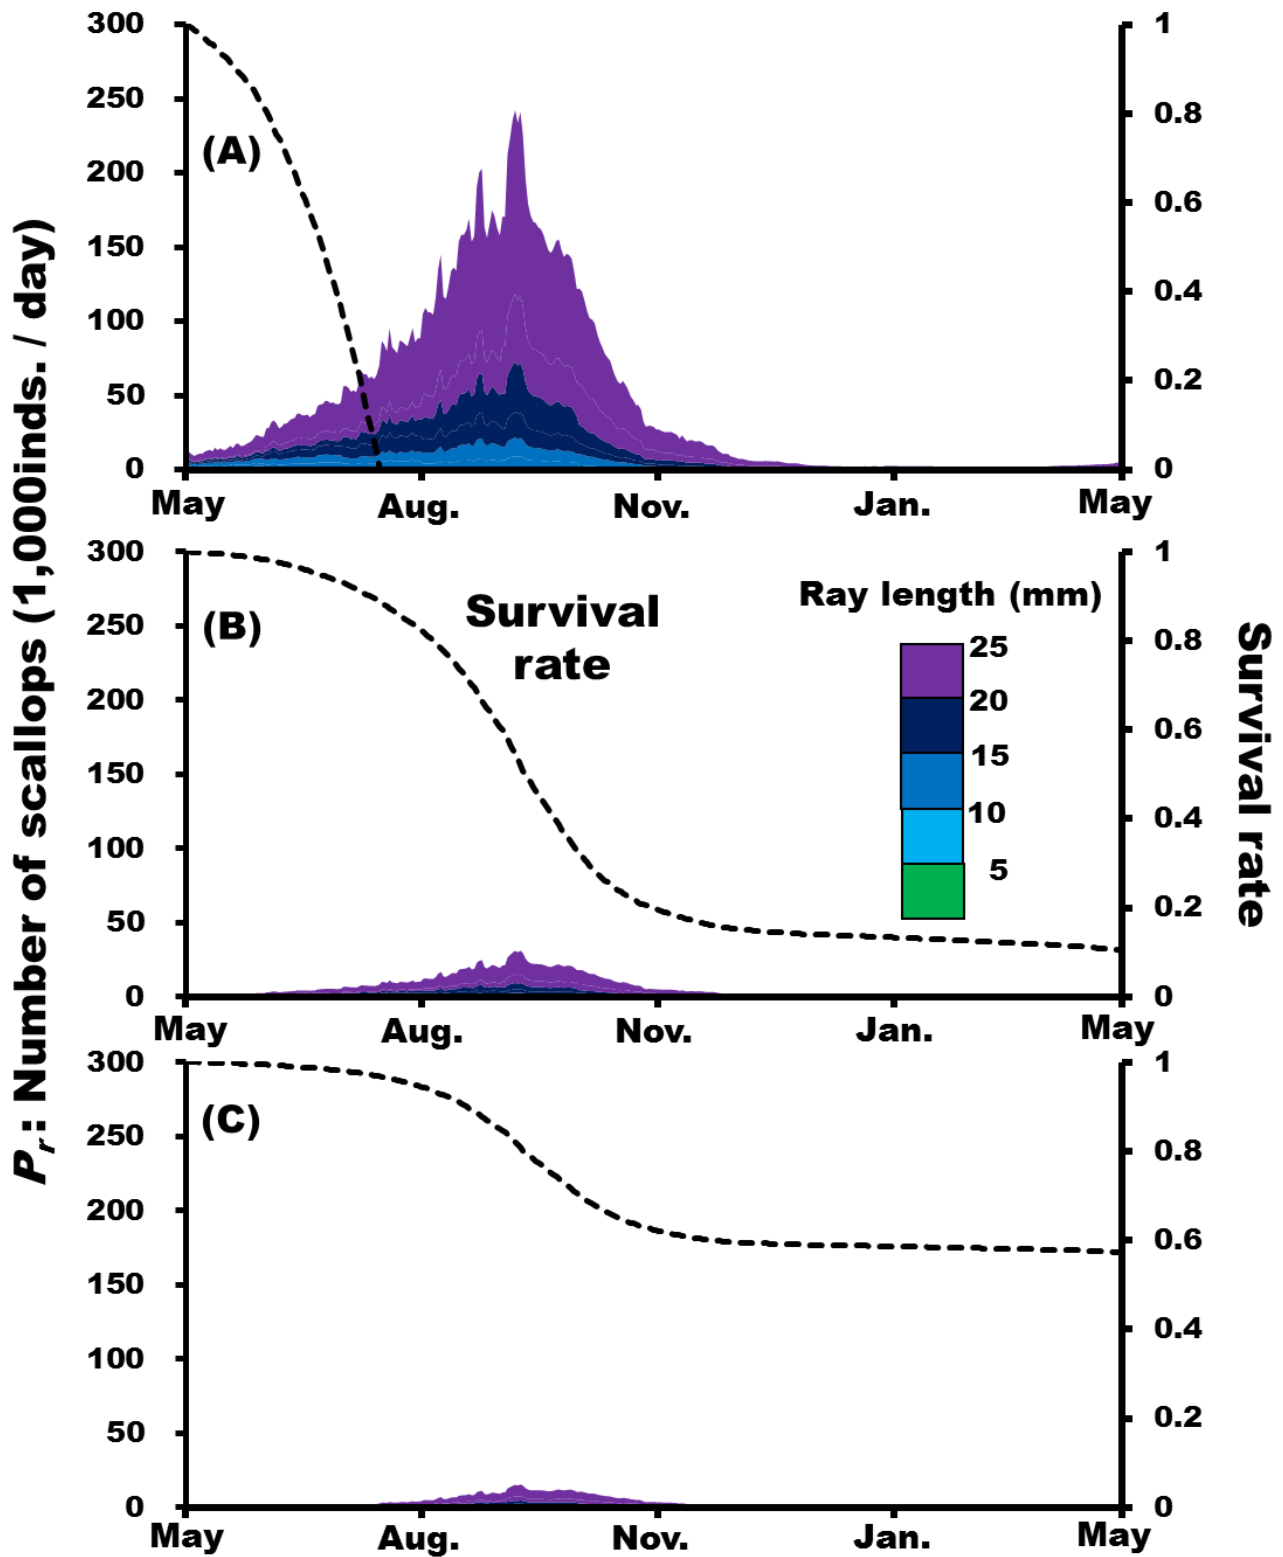 Pr: Number of scallops (1,000inds. / day)
300
250
200
150
100
50
0
(A)
1
0.8
0.6
0.4
0.2
0
May
Aug.
Nov.
Jan.
May
300
250
200
150
100
50
0
(B)
Survival
rate
Ray length (mm)
25
20
15
10
5
1
0.8
0.6
0.4
0.2
0
Survival rate
May
Aug.
Nov.
Jan.
May
300
250
200
150
100
50
0
(C)
1
0.8
0.6
0.4
0.2
0
May
Aug.
Nov.
Jan.
May